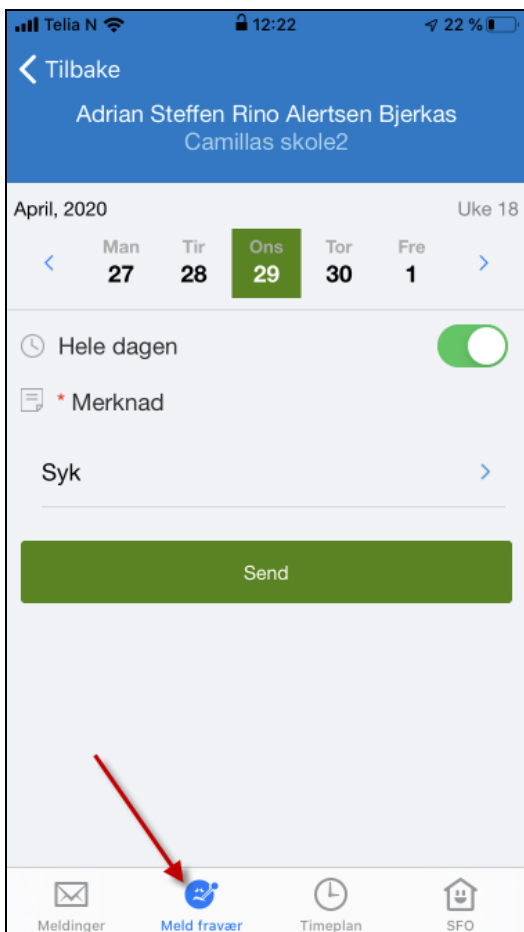 Telia N 12:22 22 %
Tilbake
Adrian Steffen Rino Alertsen Bjerkas
Camillas skole2
April, 2020 Uke 18
Man Tir Ons Tor Fre
27 28 29 30 1
Hele dagen
* Merknad
Syk
Send
Meldinger Meld fravær Timeplan SFO